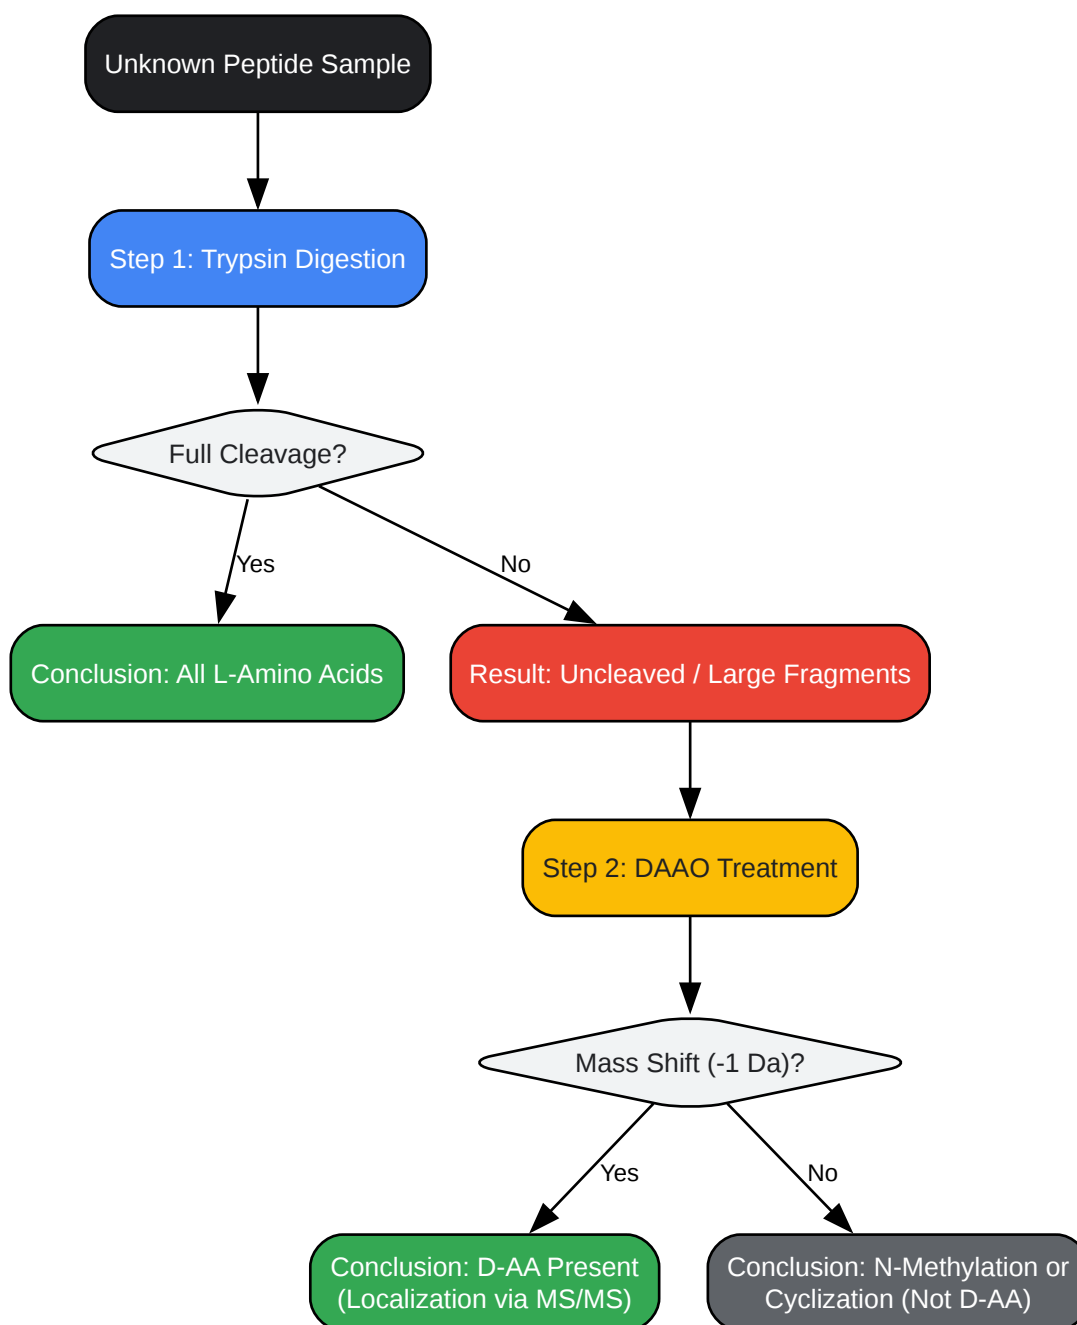 Unknown Peptide Sample
Step 1: Trypsin Digestion
Full Cleavage?
Yes
No
Conclusion: All L-Amino Acids
Result: Uncleaved / Large Fragments
Step 2: DAAO Treatment
Mass Shift (-1 Da)?
Yes
No
Conclusion: D-AA Present
(Localization via MS/MS)
Conclusion: N-Methylation or
Cyclization (Not D-AA)